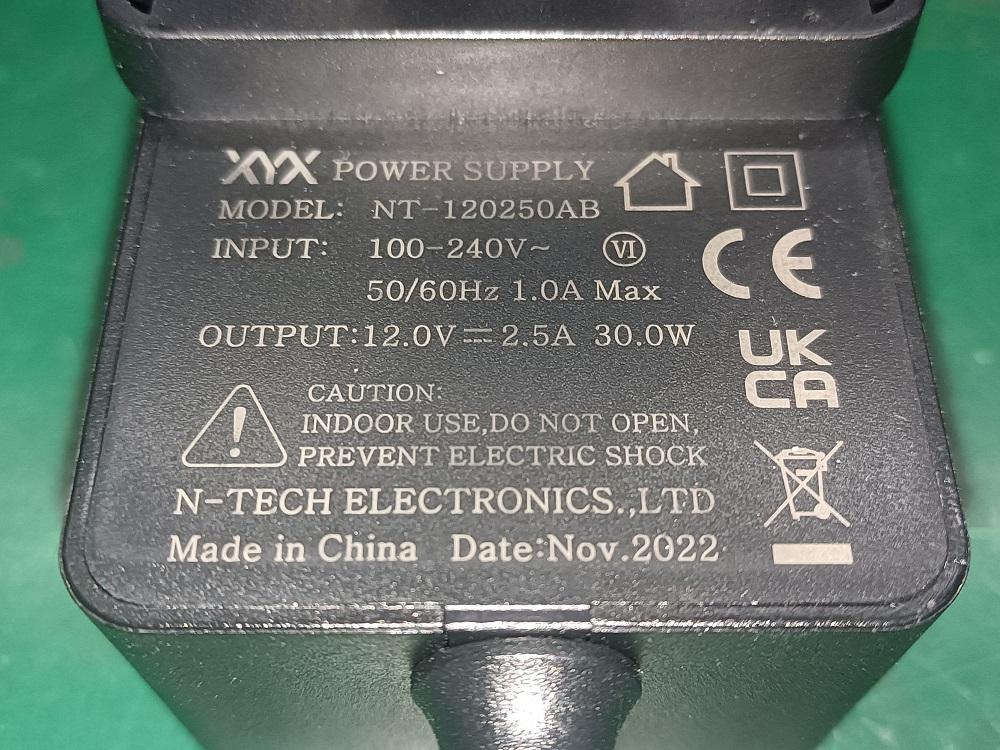 XYX POWER SUPPLY
MODEL: NT-120250AB
INPUT: 100-240V~ VI
50/60Hz 1.0A Max
CE
OUTPUT:12.0V⎓2.5A 30.0W
UK
CA
CAUTION:
INDOOR USE,DO NOT OPEN,
PREVENT ELECTRIC SHOCK
N-TECH ELECTRONICS.,LTD
Made in China Date:Nov.2022